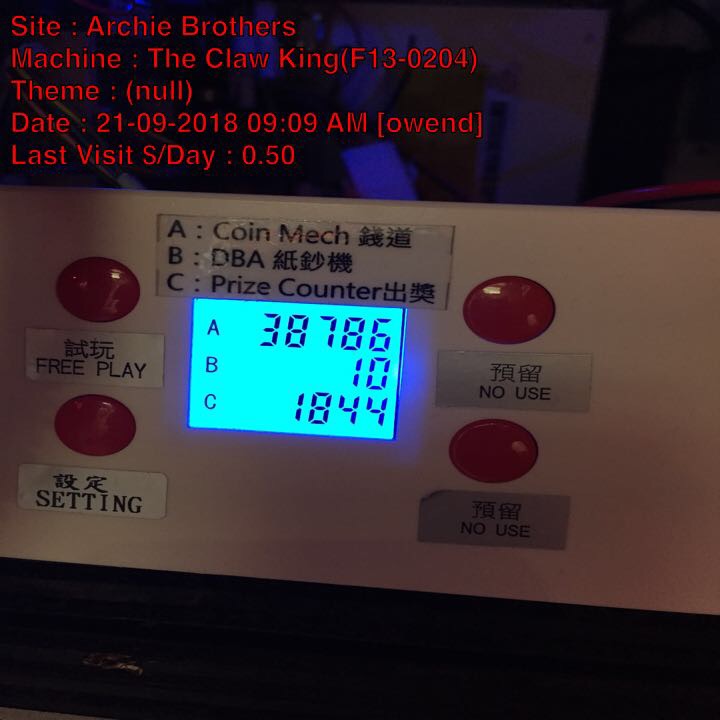 Site : Archie Brothers
Machine : The Claw King(F13-0204)
Theme : (null)
Date : 21-09-2018 09:09 AM [owend]
Last Visit S/Day : 0.50
A : Coin Mech 錢道
B : DBA 紙鈔機
C : Prize Counter出獎
A 38786
B 10
C 1844
試玩
FREE PLAY
預留
NO USE
設定
SETTING
預留
NO USE